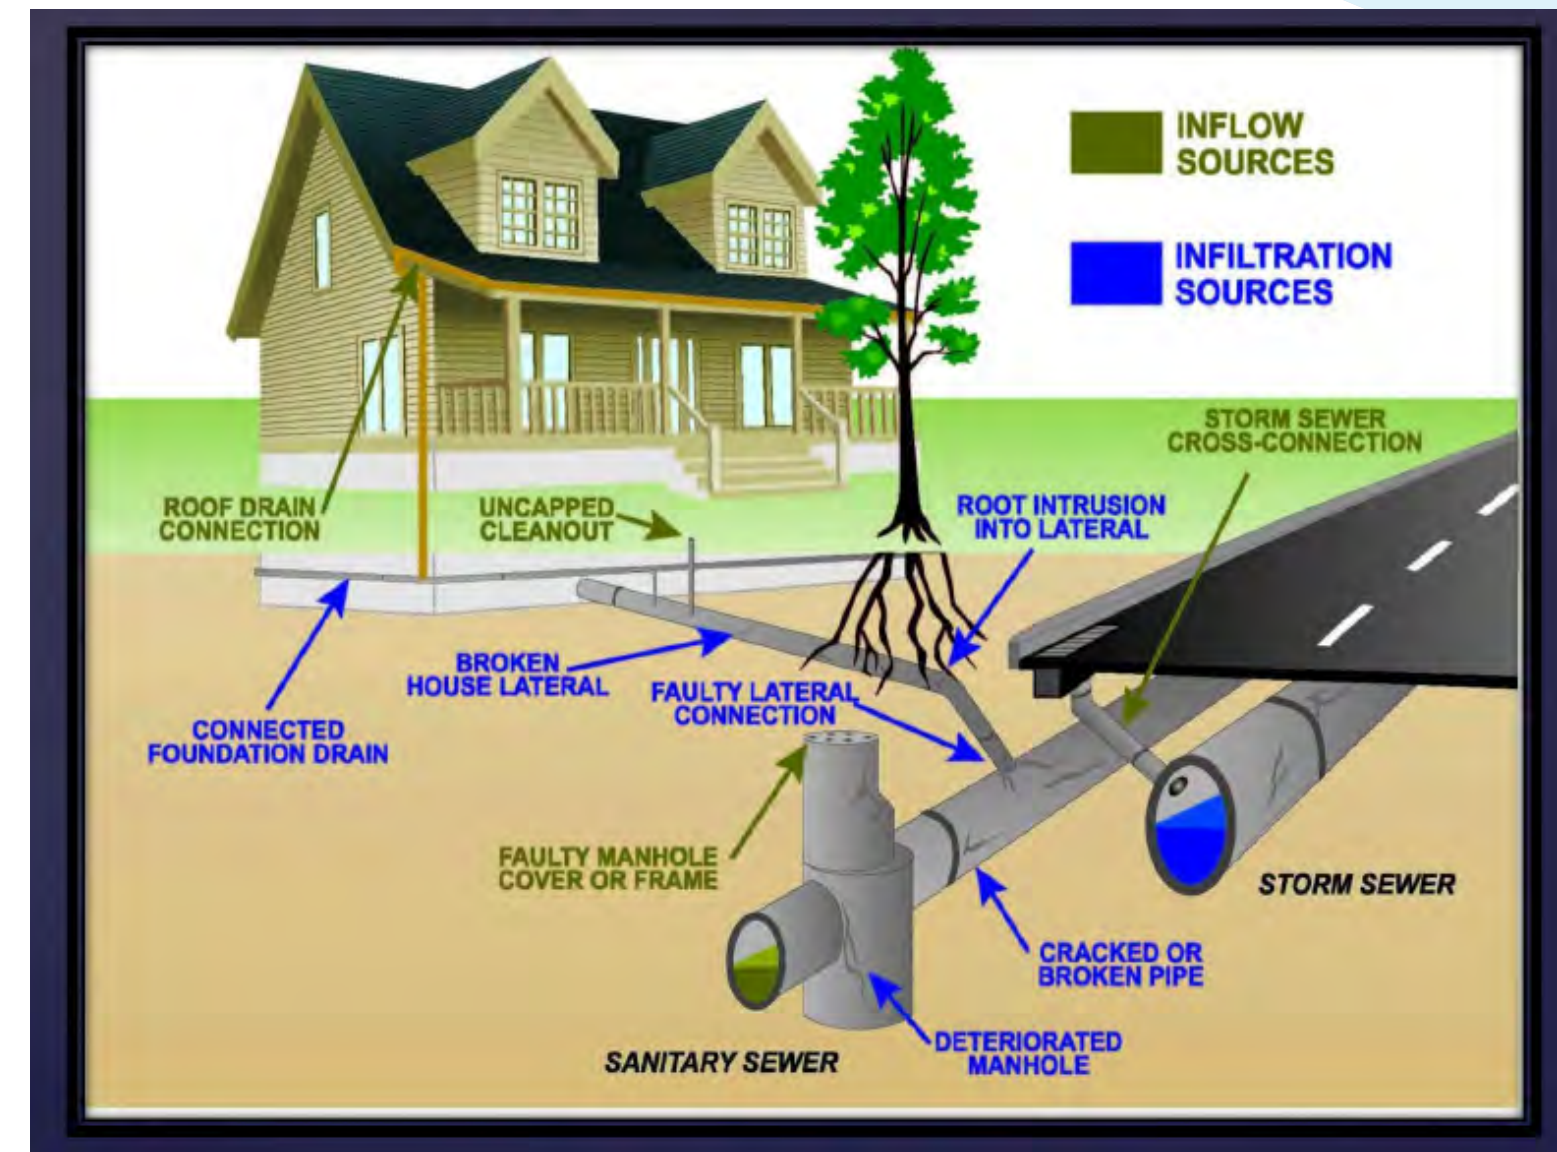 INFLOW
SOURCES
INFILTRATION
SOURCES
STORM SEWER
CROSS-CONNECTION
ROOF DRAIN
CONNECTION
UNCAPPED
CLEANOUT
ROOT INTRUSION
INTO LATERAL
BROKEN
HOUSE LATERAL
FAULTY LATERAL
CONNECTION
CONNECTED
FOUNDATION DRAIN
FAULTY MANHOLE
COVER OR FRAME
STORM SEWER
CRACKED OR
BROKEN PIPE
DETERIORATED
MANHOLE
SANITARY SEWER